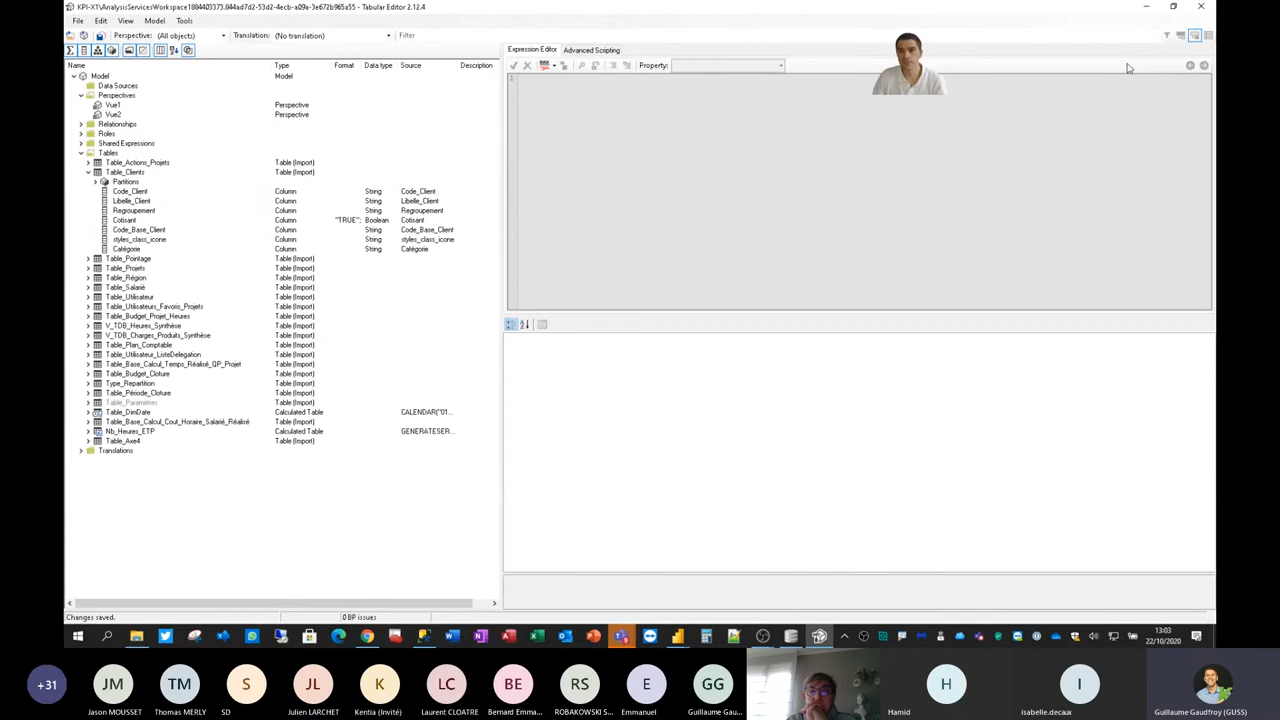 KPI-X1\AnalysisServicesWorkspace1884403373.844ad7d2-53d2-4ecb-a09a-3e672b965a55 - Tabular Editor 2.12.4
File Edit View Model Tools
Perspective: (All objects) Translation: (No translation) Filter
Expression Editor Advanced Scripting
Property:
1
Name Type Format Data type Source Description
Model Model
Data Sources
Perspectives
Vue1 Perspective
Vue2 Perspective
Relationships
Roles
Shared Expressions
Tables
Table_Actions_Projets Table (Import)
Table_Clients Table (Import)
Partitions
Code_Client Column String Code_Client
Libelle_Client Column String Libelle_Client
Regroupement Column String Regroupement
Cotisant Column "TRUE"; Boolean Cotisant
Code_Base_Client Column String Code_Base_Client
styles_class_icone Column String styles_class_icone
Catégorie Column String Catégorie
Table_Pointage Table (Import)
Table_Projets Table (Import)
Table_Région Table (Import)
Table_Salarié Table (Import)
Table_Utilisateur Table (Import)
Table_Utilisateurs_Favoris_Projets Table (Import)
Table_Budget_Projet_Heures Table (Import)
V_TDB_Heures_Synthèse Table (Import)
V_TDB_Charges_Produits_Synthèse Table (Import)
Table_Plan_Comptable Table (Import)
Table_Utilisateur_ListeDelegation Table (Import)
Table_Base_Calcul_Temps_Réalisé_QP_Projet Table (Import)
Table_Budget_Cloture Table (Import)
Type_Repartition Table (Import)
Table_Période_Cloture Table (Import)
Table_Paramètres Table (Import)
Table_DimDate Calculated Table CALENDAR("01...
Table_Base_Calcul_Cout_Horaire_Salarié_Réalisé Table (Import)
Nb_Heures_ETP Calculated Table GENERATESER...
Table_Axe4 Table (Import)
Translations
Changes saved. 0 BP issues
13:03
22/10/2020
+31 JM TM S JL K LC BE RS E GG H I
Jason MOUSSET Thomas MERLY SD Julien LARCHET Kentia (Invité) Laurent CLOATRE Bernard Emma... ROBAKOWSKI S... Emmanuel Guillaume Gau... Hamid isabelle.decaux Guillaume Gaudfroy (GUSS)